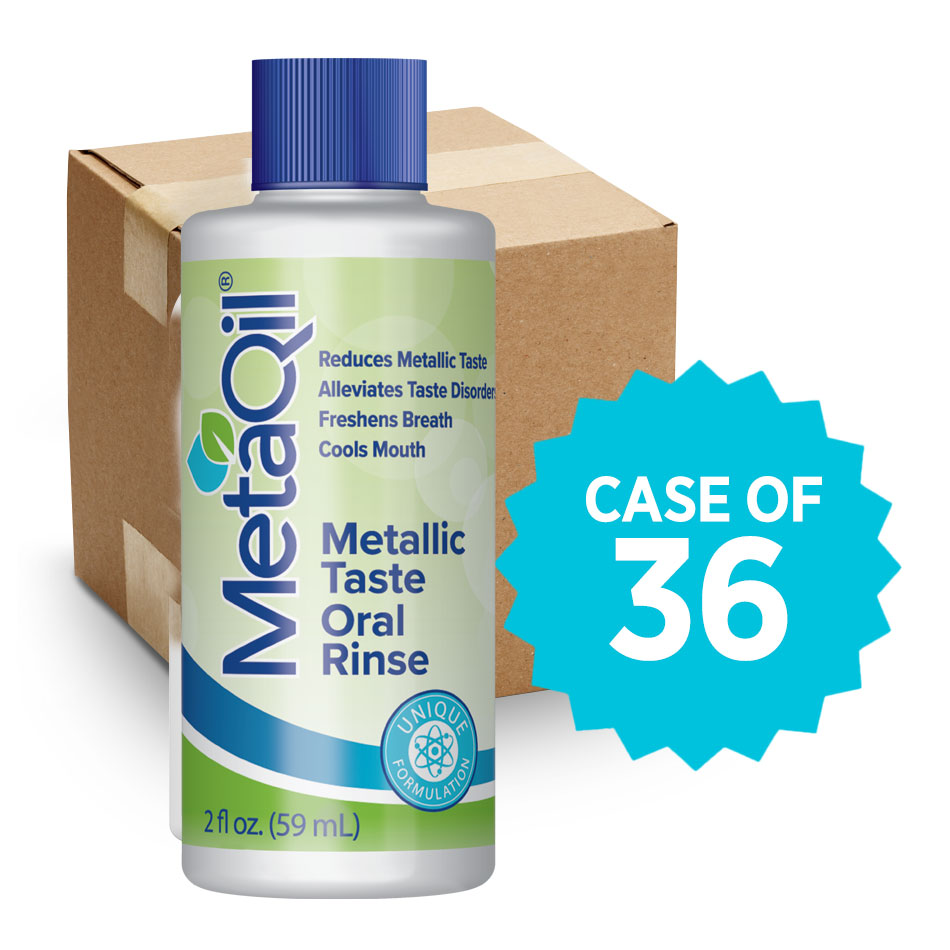 MetaQil®
Reduces Metallic Taste
Alleviates Taste Disorders
Freshens Breath
Cools Mouth
Metallic
Taste
Oral
Rinse
UNIQUE
FORMULATION
2 fl oz. (59 mL)
CASE OF
36